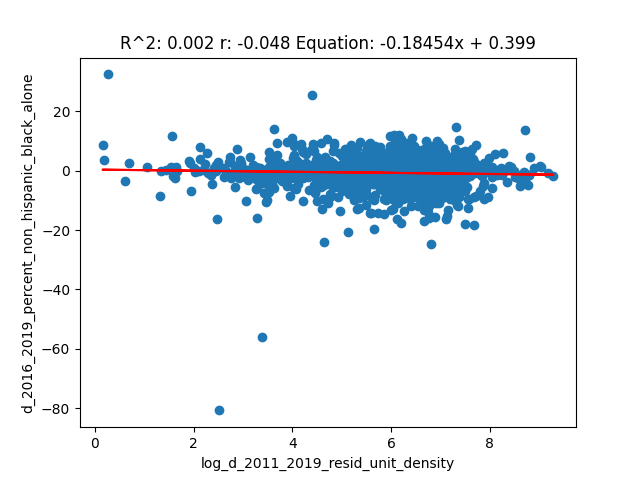 R^2: 0.002 r: -0.048 Equation: -0.18454x + 0.399
d_2016_2019_percent_non_hispanic_black_alone
20
0
−20
−40
−60
−80
0 2 4 6 8
log_d_2011_2019_resid_unit_density